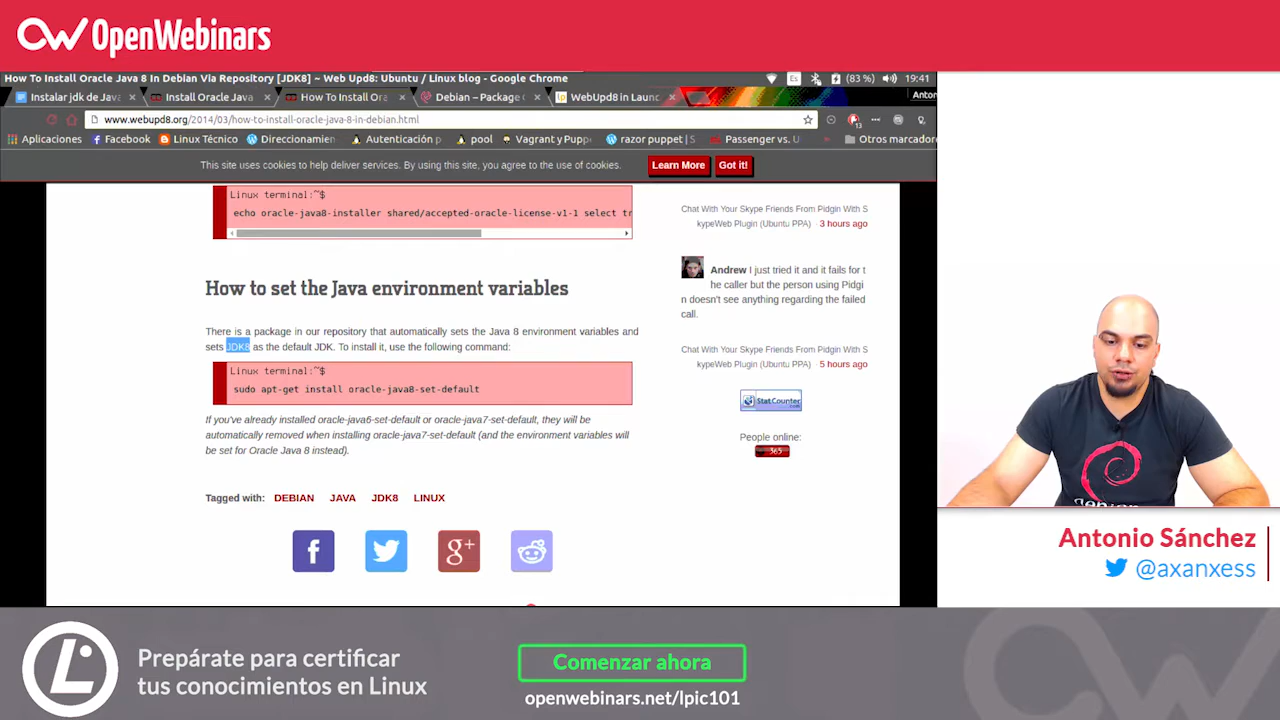 OpenWebinars
How To Install Oracle Java 8 In Debian Via Repository [JDK8] ~ Web Upd8: Ubuntu / Linux blog - Google Chrome
Es
(83 %)
19:41
Instalar jdk de Java
Install Oracle Java
How To Install Ora
Debian – Package
WebUpd8 in Laun
Anton
www.webupd8.org/2014/03/how-to-install-oracle-java-8-in-debian.html
13
Aplicaciones
Facebook
Linux Técnico
Direccionamien
Autenticación p
pool
Vagrant y Pupp
razor puppet | S
Passenger vs. U
»
Otros marcador
This site uses cookies to help deliver services. By using this site, you agree to the use of cookies.
Learn More
Got it!
Linux terminal:~$
echo oracle-java8-installer shared/accepted-oracle-license-v1-1 select tr
How to set the Java environment variables
There is a package in our repository that automatically sets the Java 8 environment variables and
sets JDK8 as the default JDK. To install it, use the following command:
Linux terminal:~$
sudo apt-get install oracle-java8-set-default
If you've already installed oracle-java6-set-default or oracle-java7-set-default, they will be
automatically removed when installing oracle-java7-set-default (and the environment variables will
be set for Oracle Java 8 instead).
Tagged with: DEBIAN JAVA JDK8 LINUX
Chat With Your Skype Friends From Pidgin With S
kypeWeb Plugin (Ubuntu PPA) · 3 hours ago
Andrew I just tried it and it fails for t
he caller but the person using Pidgi
n doesn't see anything regarding the failed
call.
Chat With Your Skype Friends From Pidgin With S
kypeWeb Plugin (Ubuntu PPA) · 5 hours ago
StatCounter
People online:
365
debian
Antonio Sánchez
@axanxess
Prepárate para certificar
tus conocimientos en Linux
Comenzar ahora
openwebinars.net/lpic101